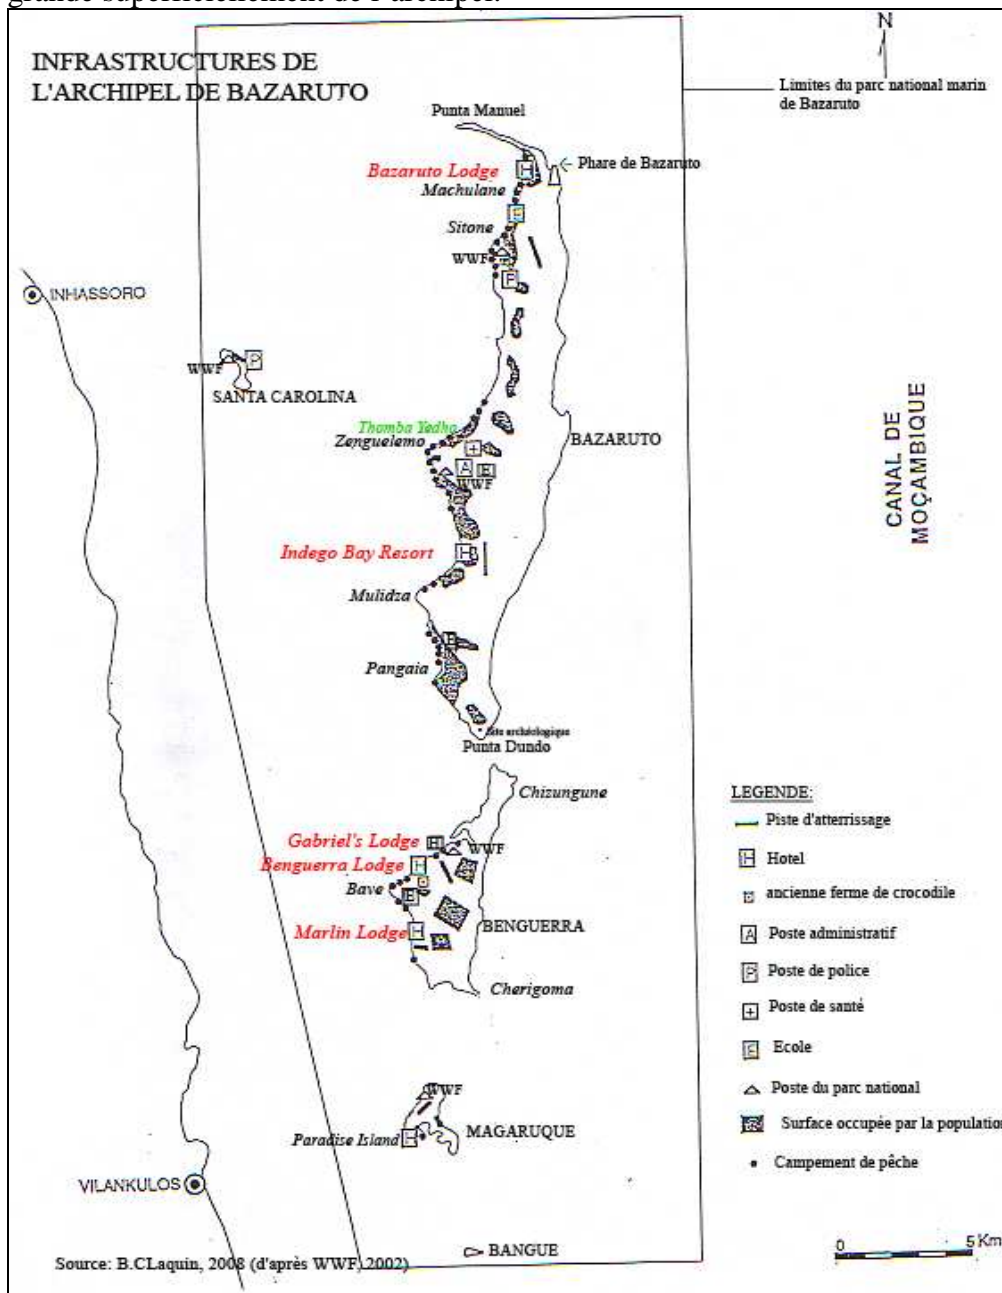 grande superficiellement de l'archipel.
N
INFRASTRUCTURES DE
L'ARCHIPEL DE BAZARUTO
Limites du parc national marin
de Bazaruto
Punta Manuel
Phare de Bazaruto
Bazaruto Lodge
H
Machulane
E
Sitone
WWF
P
INHASSORO
WWF
P
SANTA CAROLINA
CANAL DE
MOÇAMBIQUE
Thomba Yedho
Zenguelemo
BAZARUTO
+
A
E
WWF
Indego Bay Resort
H
Mulidza
E
Pangaia
Site archéologique
Punta Dundo
Chizungune
LEGENDE:
Piste d'atterrissage
Gabriel's Lodge
H
WWF
Benguerra Lodge
H
H Hotel
Bave
E
ancienne ferme de crocodile
BENGUERRA
Marlin Lodge
H
A Poste administratif
P Poste de police
Cherigoma
+ Poste de santé
E Ecole
WWF
Poste du parc national
Surface occupée par la population
Paradise Island
H
MAGARUQUE
Campement de pêche
VILANKULOS
BANGUE
0 5 Km
Source: B.CLaquin, 2008 (d'après WWF, 2002)